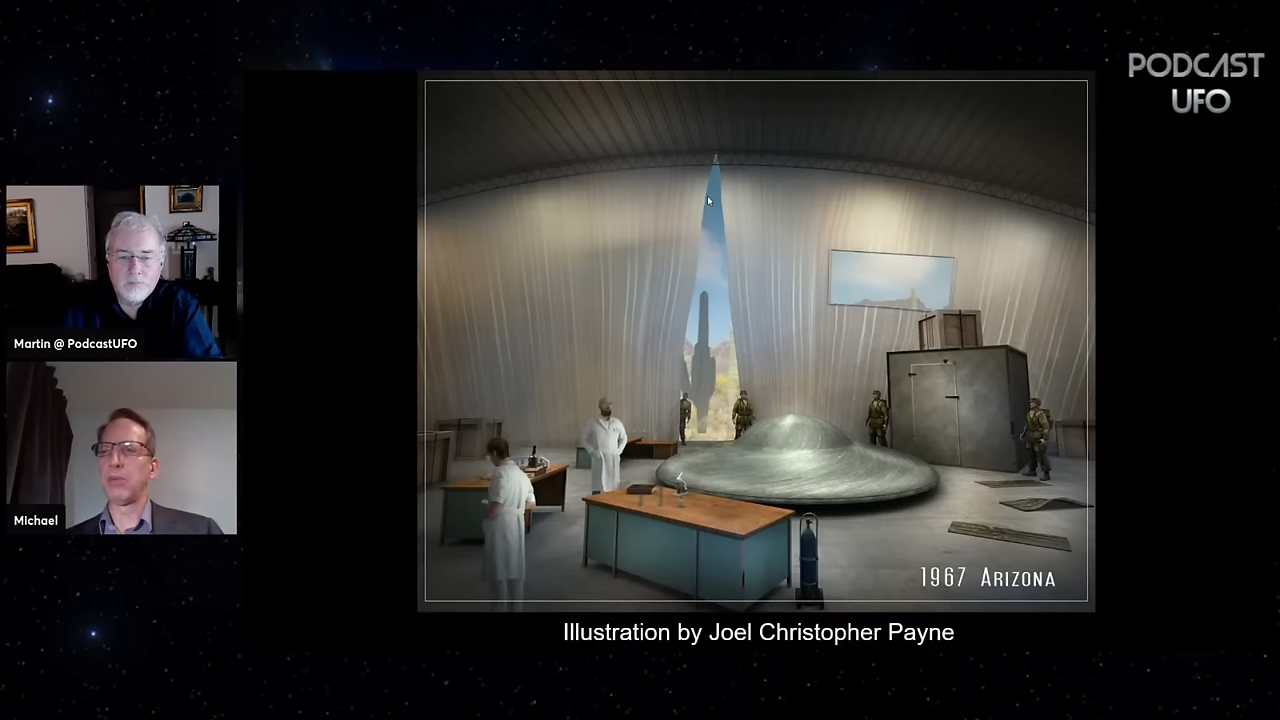 PODCAST
UFO
Martin @ PodcastUFO
Michael
1967 Arizona
Illustration by Joel Christopher Payne